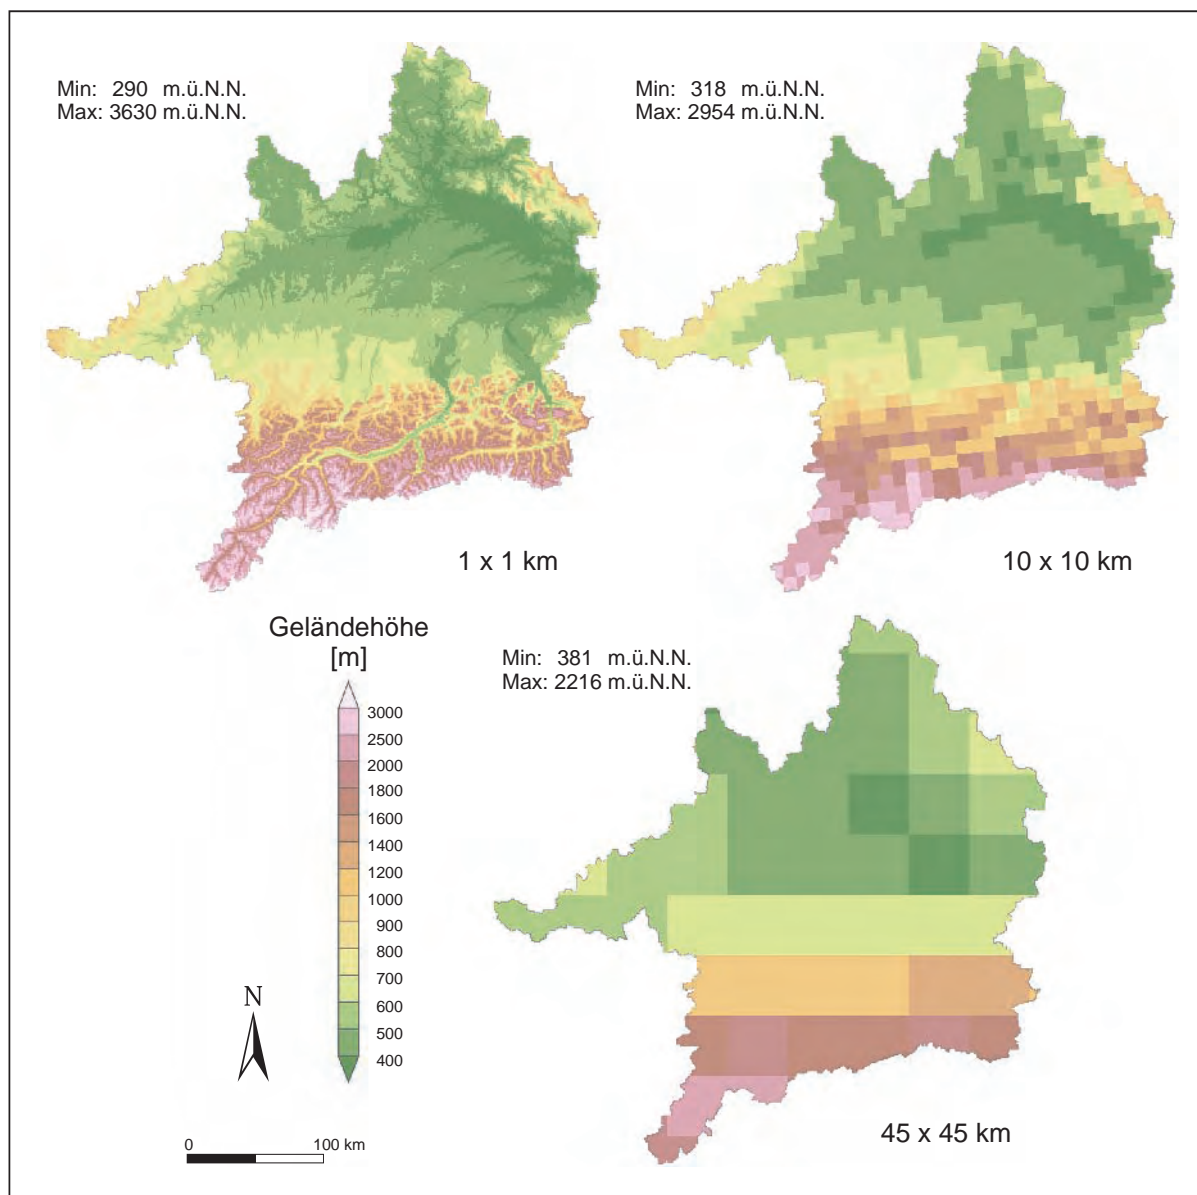 Min: 290 m.ü.N.N.
Max: 3630 m.ü.N.N.
Min: 318 m.ü.N.N.
Max: 2954 m.ü.N.N.
1 x 1 km
10 x 10 km
Geländehöhe
[m]
Min: 381 m.ü.N.N.
Max: 2216 m.ü.N.N.
3000
2500
2000
1800
1600
1400
1200
1000
900
800
700
600
500
400
N
0 100 km
45 x 45 km